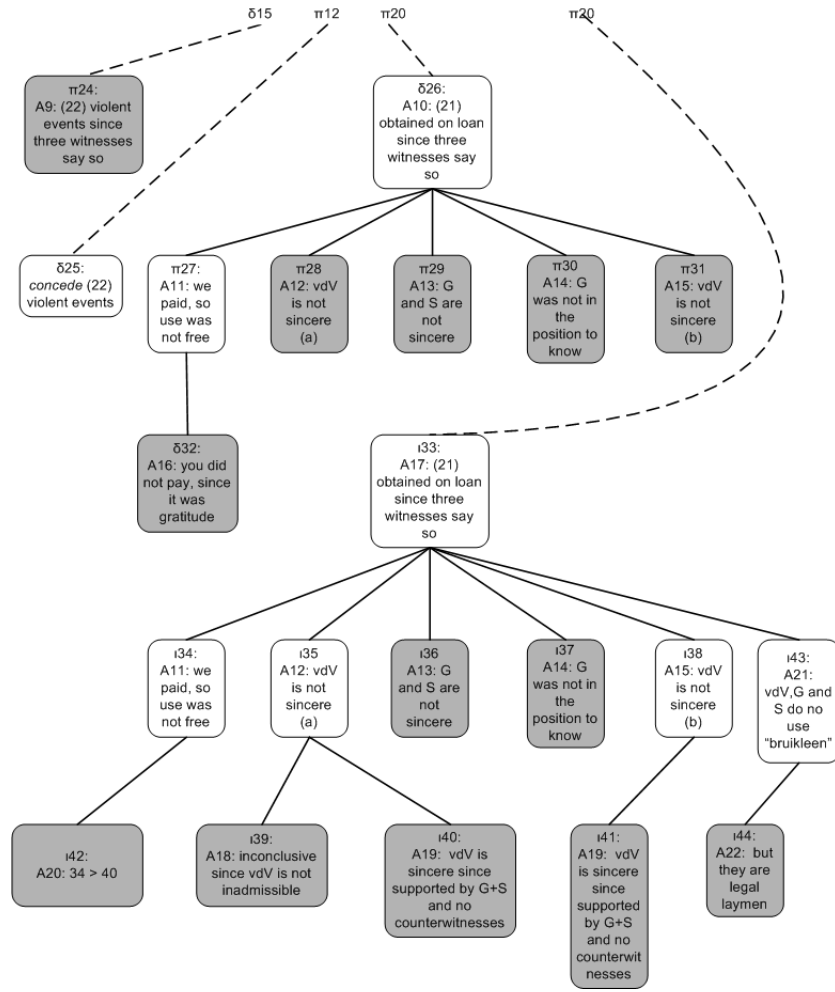 δ15
π12
π20
π20
π24:
A9: (22) violent
events since
three witnesses
say so
δ26:
A10: (21)
obtained on loan
since three
witnesses say
so
δ25:
concede (22)
violent events
π27:
A11: we
paid, so
use was
not free
π28
A12: vdV
is not
sincere
(a)
π29
A13: G
and S are
not
sincere
π30
A14: G
was not in
the
position to
know
π31
A15: vdV
is not
sincere
(b)
δ32:
A16: you did
not pay, since
it was
gratitude
ι33:
A17: (21)
obtained on loan
since three
witnesses say
so
ι34:
A11: we
paid, so
use was
not free
ι35
A12: vdV
is not
sincere
(a)
ι36
A13: G
and S are
not
sincere
ι37
A14: G
was not in
the
position to
know
ι38
A15: vdV
is not
sincere
(b)
ι43:
A21:
vdV,G and
S do no
use
“bruikleen”
ι42:
A20: 34 > 40
ι39:
A18: inconclusive
since vdV is not
inadmissible
ι40:
A19: vdV is
sincere since
supported by G+S
and no
counterwitnesses
ι41:
A19: vdV
is sincere
since
supported
by G+S
and no
counterwit
nesses
ι44:
A22: but
they are
legal
laymen